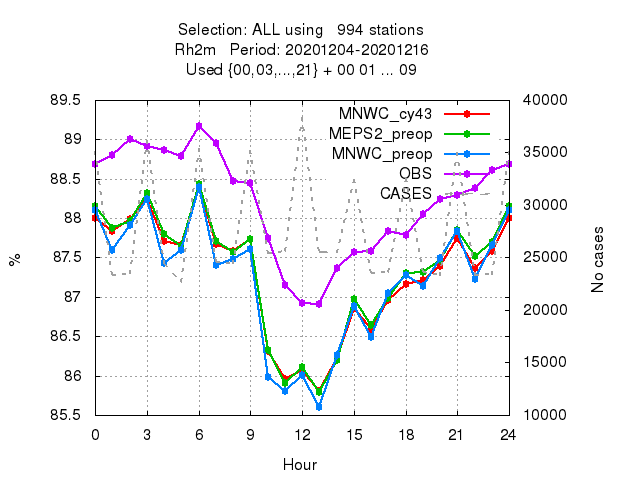 Selection: ALL using   994 stations
Rh2m   Period: 20201204-20201216
Used {00,03,...,21} + 00 01 ... 09
MNWC_cy43
MEPS2_preop
MNWC_preop
OBS
CASES
89.5
89
88.5
88
87.5
87
86.5
86
85.5
%
40000
35000
30000
25000
20000
15000
10000
No cases
0 3 6 9 12 15 18 21 24
Hour